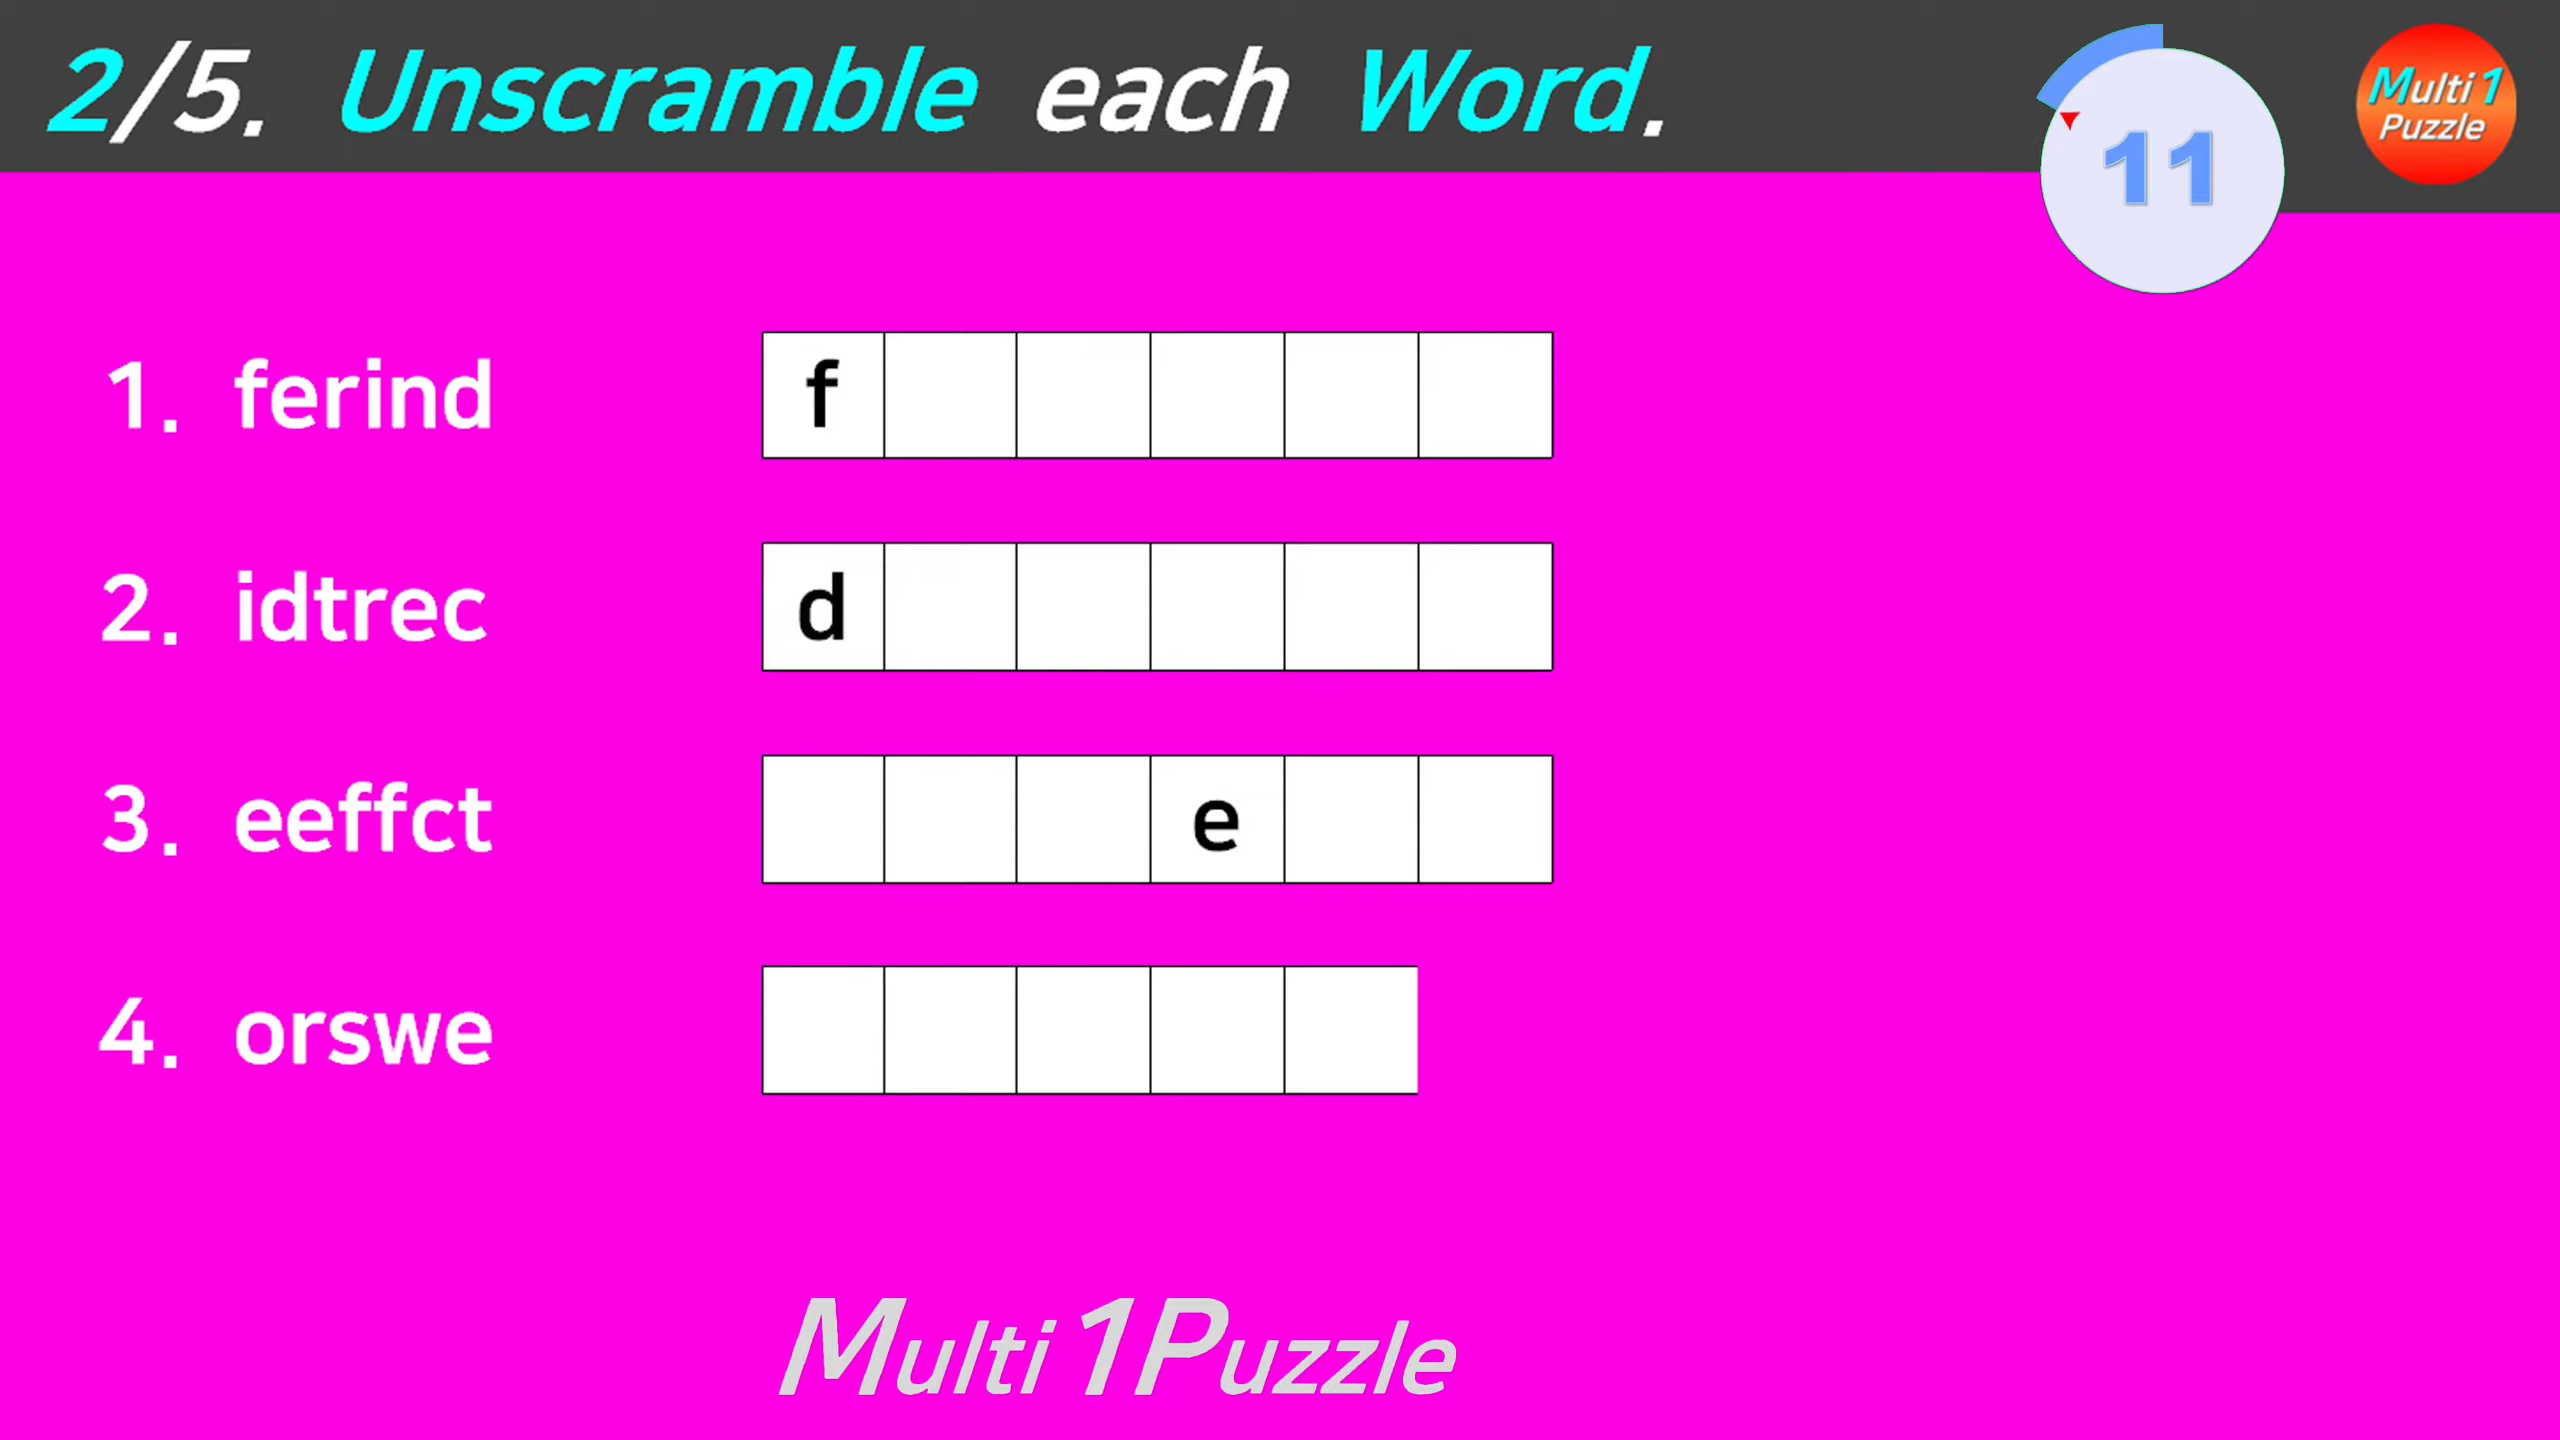 2/5. Unscramble each Word.
11
Multi 1
Puzzle
1. ferind
f
2. idtrec
d
3. eeffct
e
4. orswe
Multi 1 Puzzle